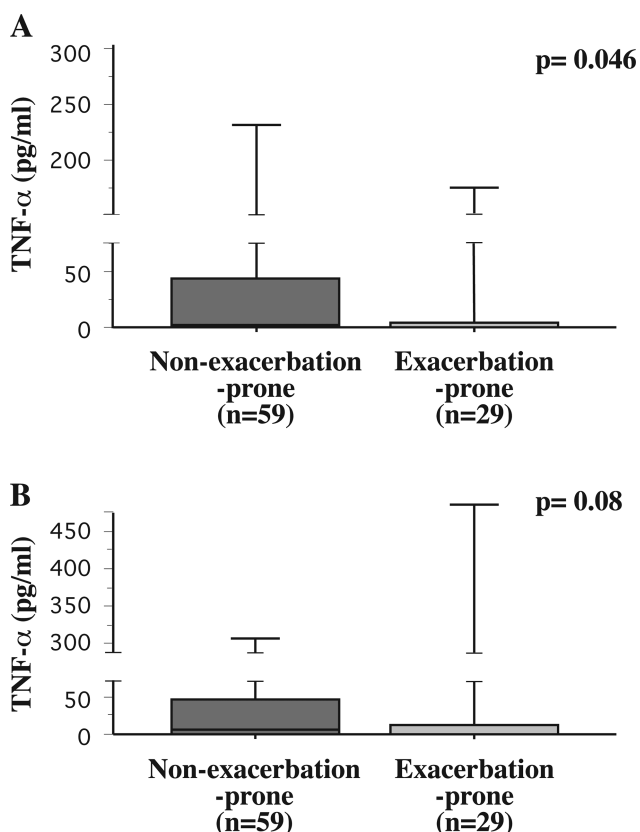 A
p= 0.046
TNF-α (pg/ml)
300
250
200
50
0
Non-exacerbation
-prone
(n=59)
Exacerbation
-prone
(n=29)
B
p= 0.08
TNF-α (pg/ml)
450
400
350
300
50
0
Non-exacerbation
-prone
(n=59)
Exacerbation
-prone
(n=29)